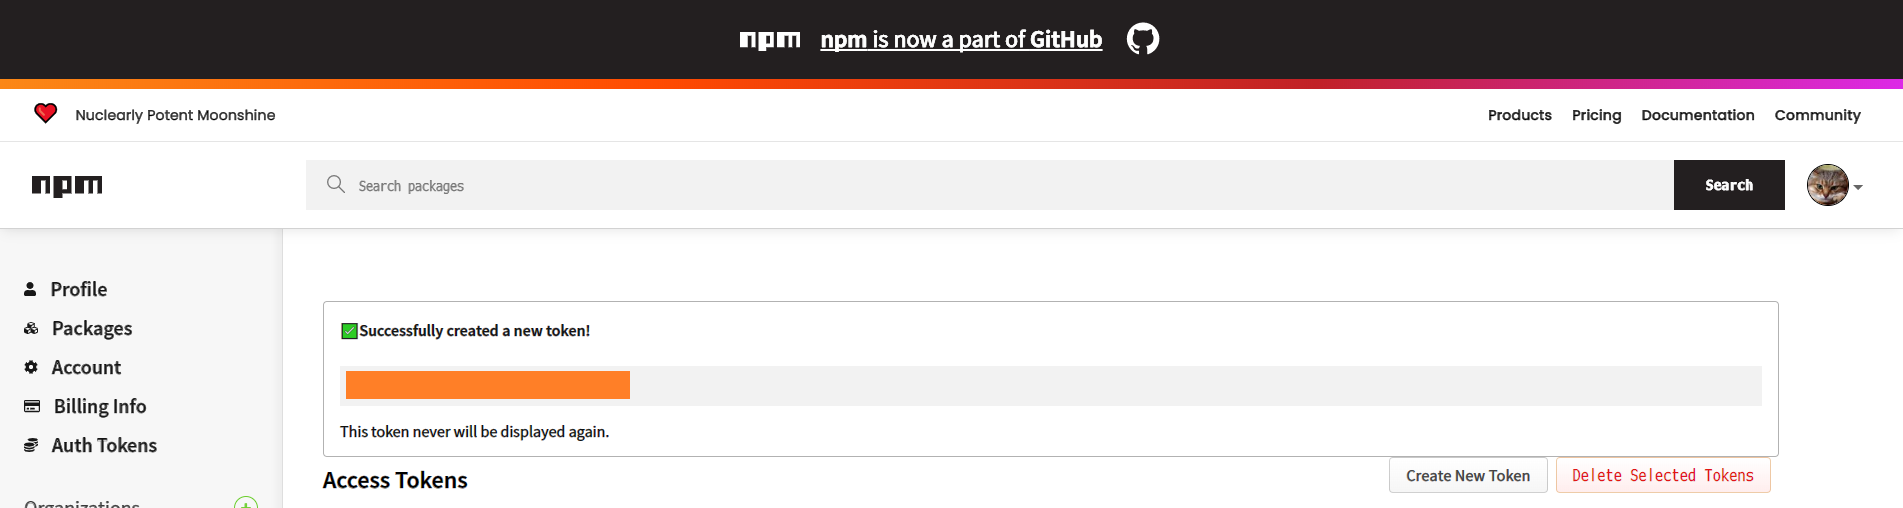 npm npm is now a part of GitHub
Nuclearly Potent Moonshine Products Pricing Documentation Community
npm Search packages Search
Profile
Packages
Account
Billing Info
Auth Tokens
Organizations
Successfully created a new token!
This token never will be displayed again.
Access Tokens Create New Token Delete Selected Tokens